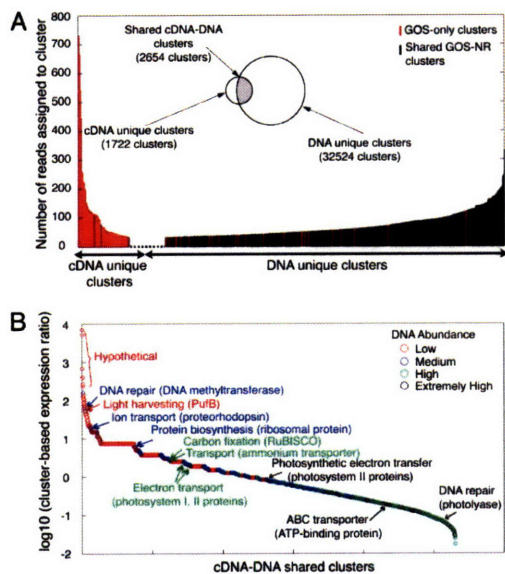 A
Number of reads assigned to cluster
800
700
600
500
400
300
200
100
0
Shared cDNA-DNA
clusters
(2654 clusters)
cDNA unique clusters
(1722 clusters)
DNA unique clusters
(32524 clusters)
GOS-only clusters
Shared GOS-NR
clusters
cDNA unique
clusters
DNA unique clusters
B
log10 (cluster-based expression ratio)
4
3
2
1
0
-1
-2
Hypothetical
DNA repair (DNA methyltransferase)
Light harvesting (PufB)
Ion transport (proteorhodopsin)
Protein biosynthesis (ribosomal protein)
Carbon fixation (RuBISCO)
Transport (ammonium transporter)
Electron transport
(photosystem I, II proteins)
Photosynthetic electron transfer
(photosystem II proteins)
ABC transporter
(ATP-binding protein)
DNA repair
(photolyase)
DNA Abundance
Low
Medium
High
Extremely High
cDNA-DNA shared clusters